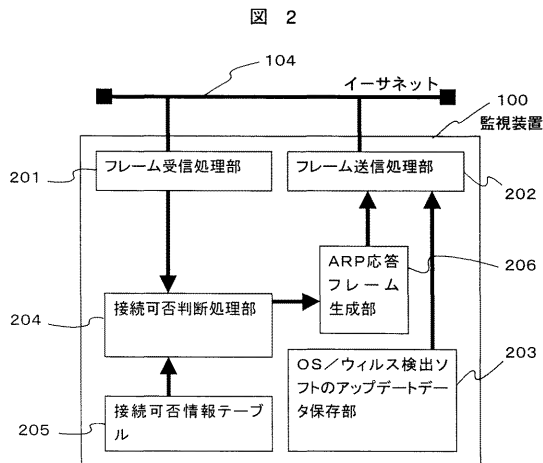 図 2
104
イーサネット
100
監視装置
フレーム受信処理部
フレーム送信処理部
201
202
ARP応答
フレーム
生成部
206
接続可否判断処理部
204
OS/ウィルス検出ソ
フトのアップデートデー
タ保存部
203
接続可否情報テーブ
ル
205